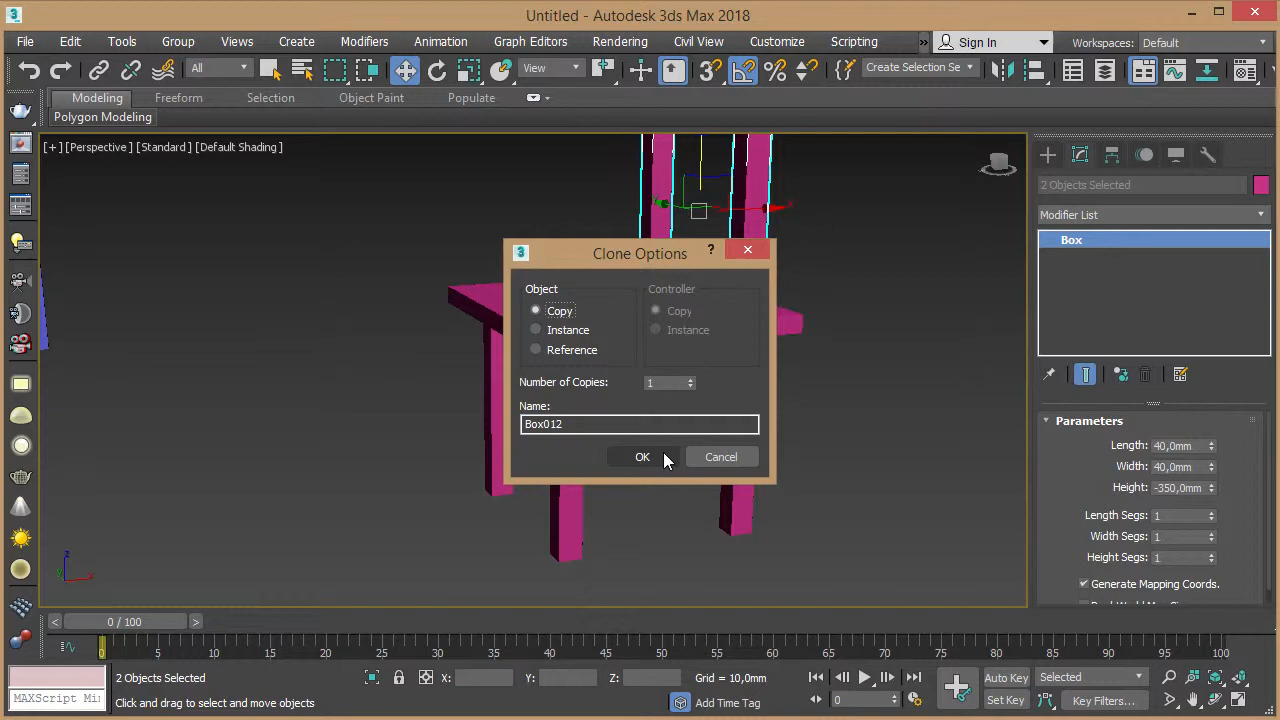 Untitled - Autodesk 3ds Max 2018
File Edit Tools Group Views Create Modifiers Animation Graph Editors Rendering Civil View Customize Scripting » Sign In Workspaces: Default
All View Create Selection Se
Modeling Freeform Selection Object Paint Populate
Polygon Modeling
[+] [Perspective] [Standard] [Default Shading]
2 Objects Selected
Modifier List
Box
Clone Options
Object
Copy
Instance
Reference
Controller
Copy
Instance
Number of Copies: 1
Name:
Box012
OK Cancel
Parameters
Length: 40,0mm
Width: 40,0mm
Height: -350,0mm
Length Segs: 1
Width Segs: 1
Height Segs: 1
Generate Mapping Coords.
z
x
< 0 / 100 >
0 5 10 15 20 25 30 35 40 45 50 55 60 65 70 75 80 85 90 95 100
2 Objects Selected X: Y: Z: Grid = 10,0mm Auto Key Selected
MAXScript Mi Click and drag to select and move objects Add Time Tag 0 Set Key Key Filters...